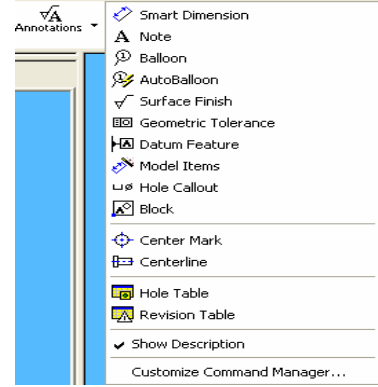 Annotations
Smart Dimension
A Note
Balloon
AutoBalloon
Surface Finish
Geometric Tolerance
Datum Feature
Model Items
Hole Callout
Block
Center Mark
Centerline
Hole Table
Revision Table
Show Description
Customize Command Manager...